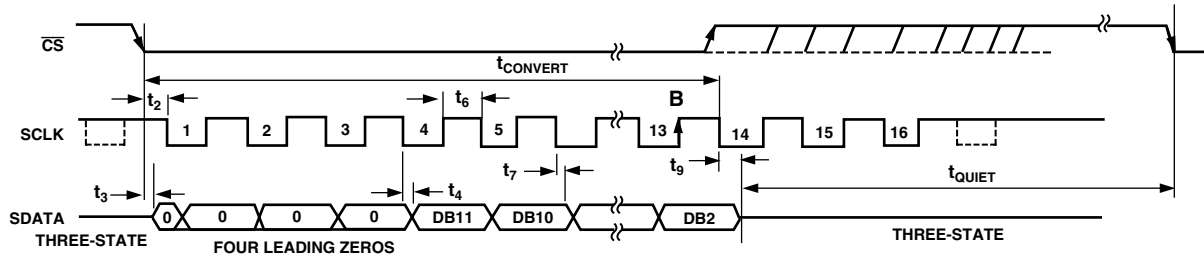 CS
tCONVERT
t2
t6
B
SCLK
1 2 3 4 5 13 14 15 16
t7
t9
t3
t4
tQUIET
SDATA
0 0 0 0 DB11 DB10 DB2
THREE-STATE
FOUR LEADING ZEROS
THREE-STATE